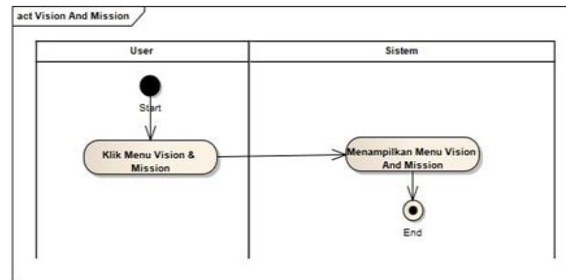 act Vision And Mission
User
Sistem
Start
Klik Menu Vision &
Mission
Menampilkan Menu Vision
And Mission
End